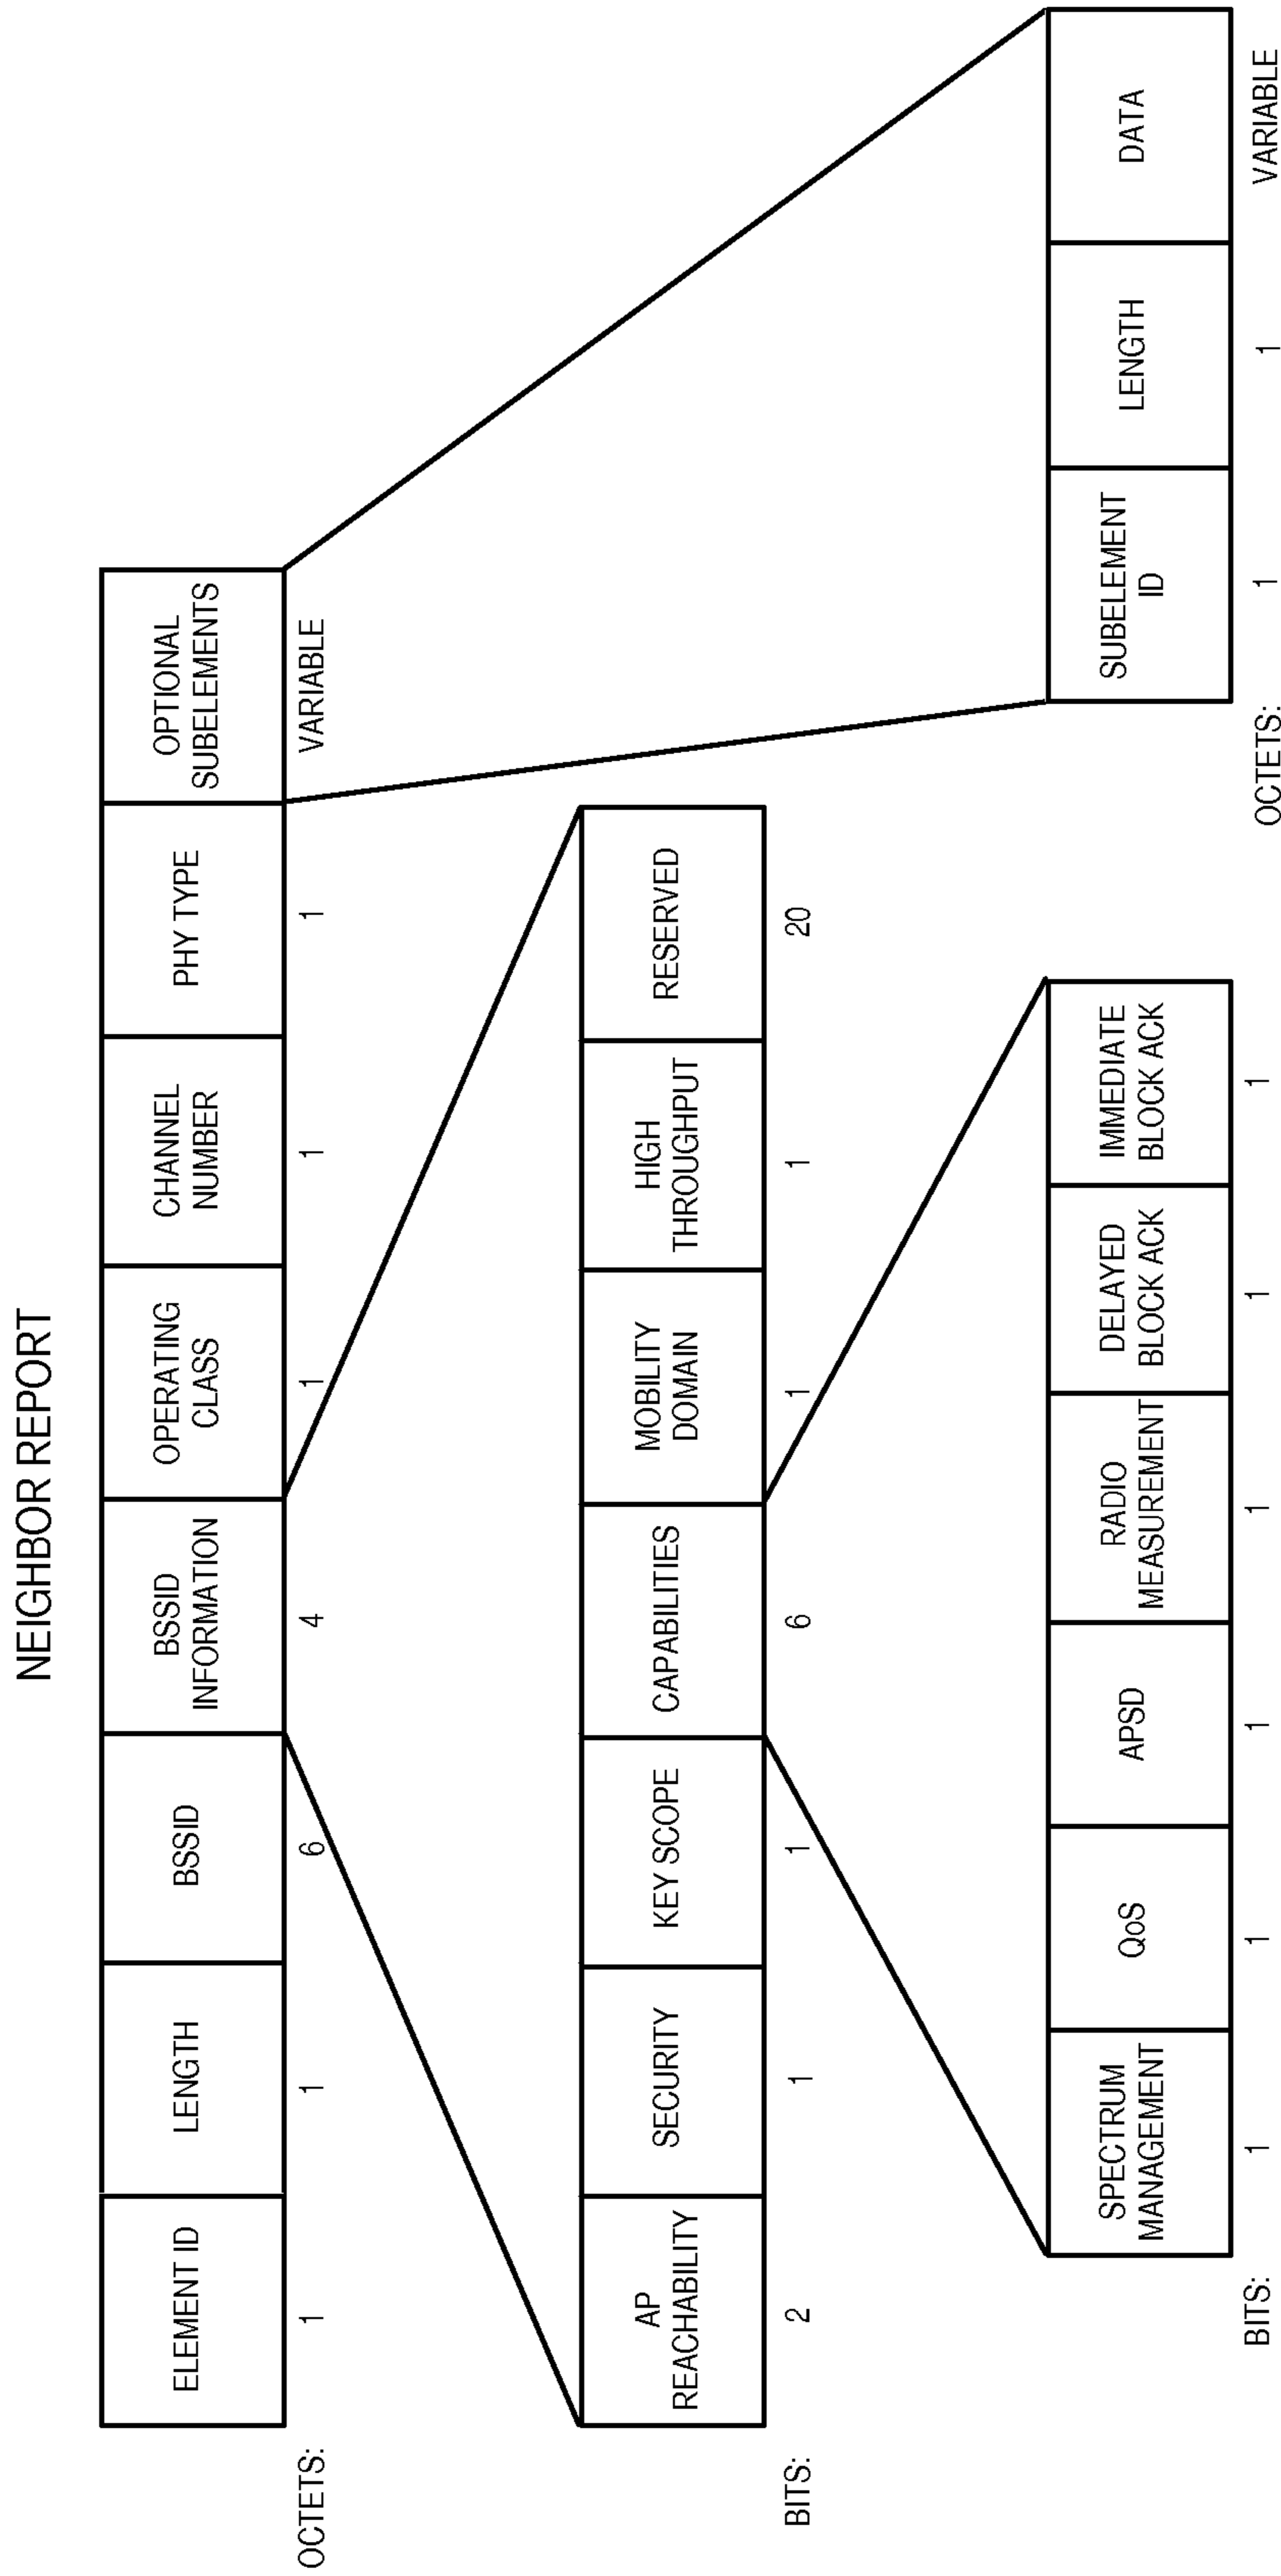 NEIGHBOR REPORT
ELEMENT ID
LENGTH
BSSID
BSSID
INFORMATION
OPERATING
CLASS
CHANNEL
NUMBER
PHY TYPE
OPTIONAL
SUBELEMENTS
OCTETS:
1
1
6
4
1
1
1
VARIABLE
AP
REACHABILITY
SECURITY
KEY SCOPE
CAPABILITIES
MOBILITY
DOMAIN
HIGH
THROUGHPUT
RESERVED
BITS:
2
1
1
6
1
1
20
SPECTRUM
MANAGEMENT
QoS
APSD
RADIO
MEASUREMENT
DELAYED
BLOCK ACK
IMMEDIATE
BLOCK ACK
BITS:
1
1
1
1
1
1
SUBELEMENT
ID
LENGTH
DATA
OCTETS:
1
1
VARIABLE